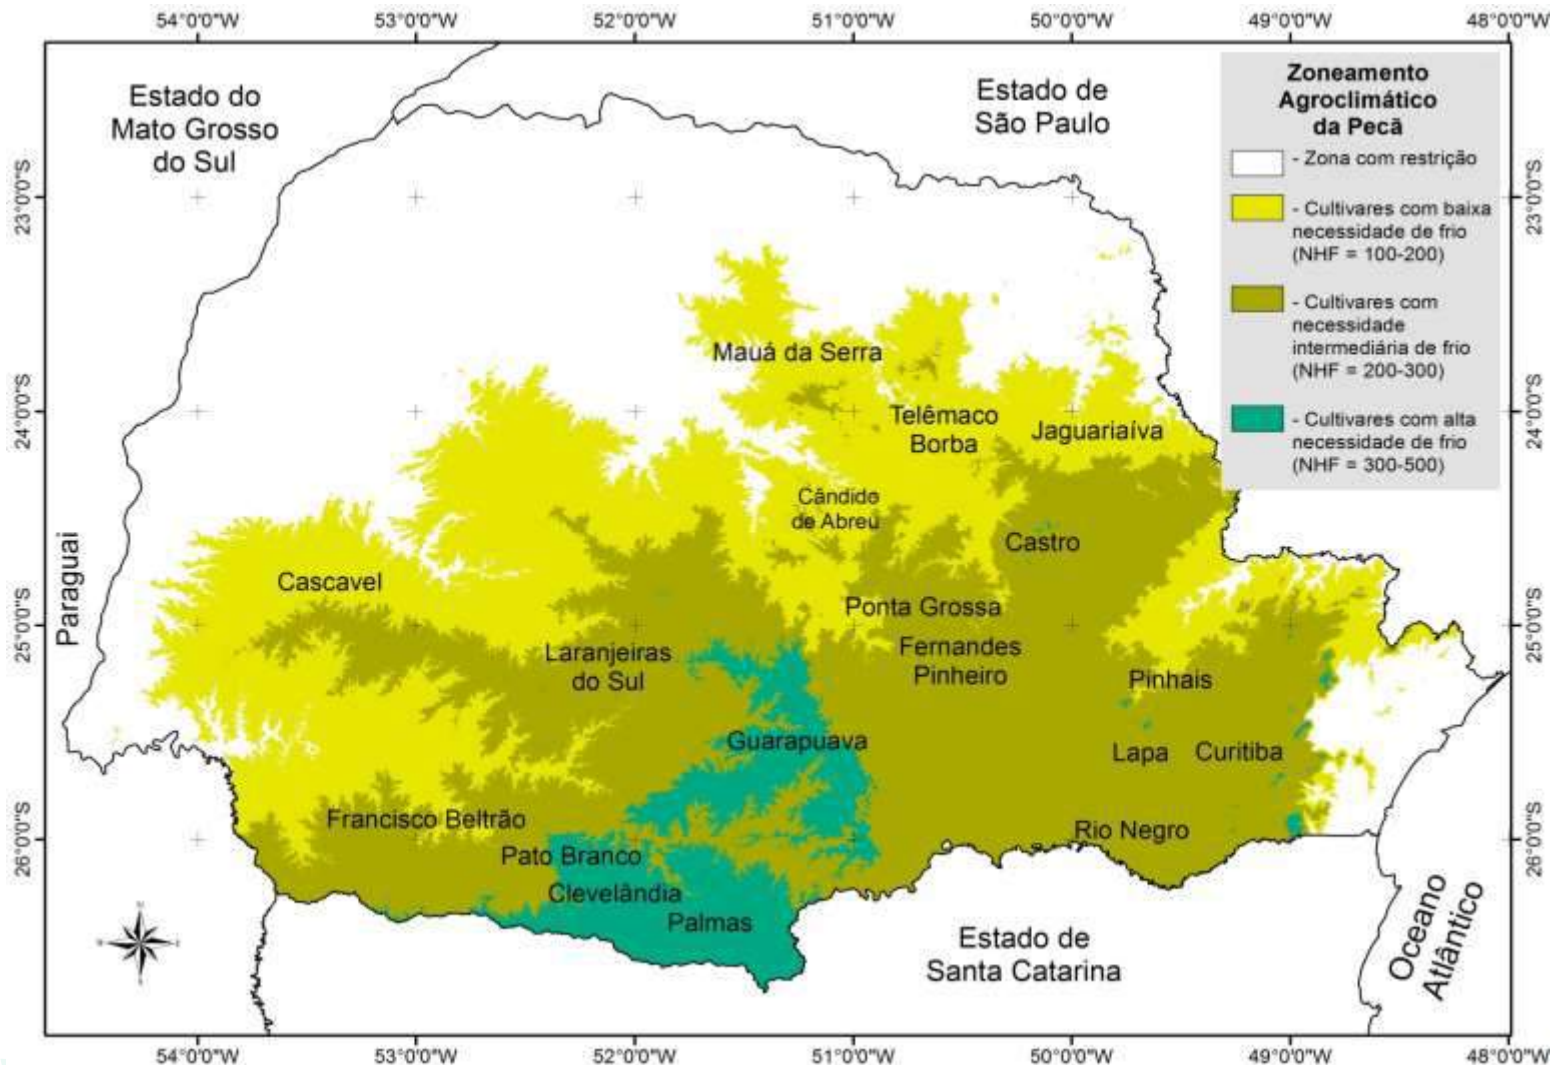 54°0'0"W
53°0'0"W
52°0'0"W
51°0'0"W
50°0'0"W
49°0'0"W
48°0'0"W
Estado do
Mato Grosso
do Sul
Estado de
São Paulo
Zoneamento
Agroclimático
da Pecã
- Zona com restrição
- Cultivares com baixa
necessidade de frio
(NHF = 100-200)
- Cultivares com
necessidade
intermediária de frio
(NHF = 200-300)
- Cultivares com alta
necessidade de frio
(NHF = 300-500)
23°0'0"S
23°0'0"S
24°0'0"S
24°0'0"S
25°0'0"S
25°0'0"S
26°0'0"S
26°0'0"S
Mauá da Serra
Telêmaco
Borba
Jaguariaíva
Cândido
de Abreu
Castro
Paraguai
Cascavel
Ponta Grossa
Laranjeiras
do Sul
Fernandes
Pinheiro
Pinhais
Guarapuava
Lapa
Curitiba
Francisco Beltrão
Rio Negro
Pato Branco
Clevelândia
Palmas
Estado de
Santa Catarina
Oceano
Atlântico
54°0'0"W
53°0'0"W
52°0'0"W
51°0'0"W
50°0'0"W
49°0'0"W
48°0'0"W